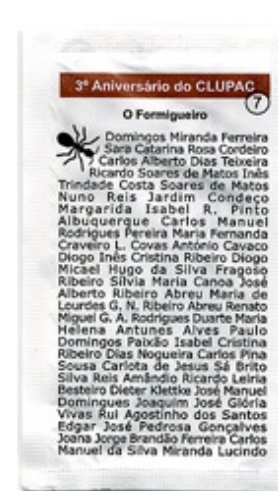 3º Aniversário do CLUPAC
7
O Formigueiro
Domingos Miranda Ferreira
Sara Catarina Rosa Cordeiro
Carlos Alberto Dias Teixeira
Ricardo Soares de Matos Inês
Trindade Costa Soares de Matos
Nuno Reis Jardim Condeço
Margarida Isabel R. Pinto
Albuquerque Carlos Manuel
Rodrigues Pereira Maria Fernanda
Craveiro L. Covas António Cavaco
Diogo Inês Cristina Ribeiro Diogo
Micael Hugo da Silva Fragoso
Ribeiro Silvia Maria Canoa José
Alberto Ribeiro Abreu Maria de
Lourdes G. N. Ribeiro Abreu Renato
Miguel G. A. Rodrigues Duarte Maria
Helena Antunes Alves Paulo
Domingos Paixão Isabel Cristina
Ribeiro Dias Nogueira Carlos Pina
Sousa Carlota de Jesus Sá Brito
Silva Reis Amândio Ricardo Leiria
Besteiro Dieter Klettke José Manuel
Domingues Joaquim José Glória
Vivas Rui Agostinho dos Santos
Edgar José Pedrosa Gonçalves
Joana Jorge Brandão Ferreira Carlos
Manuel da Silva Miranda Lucindo